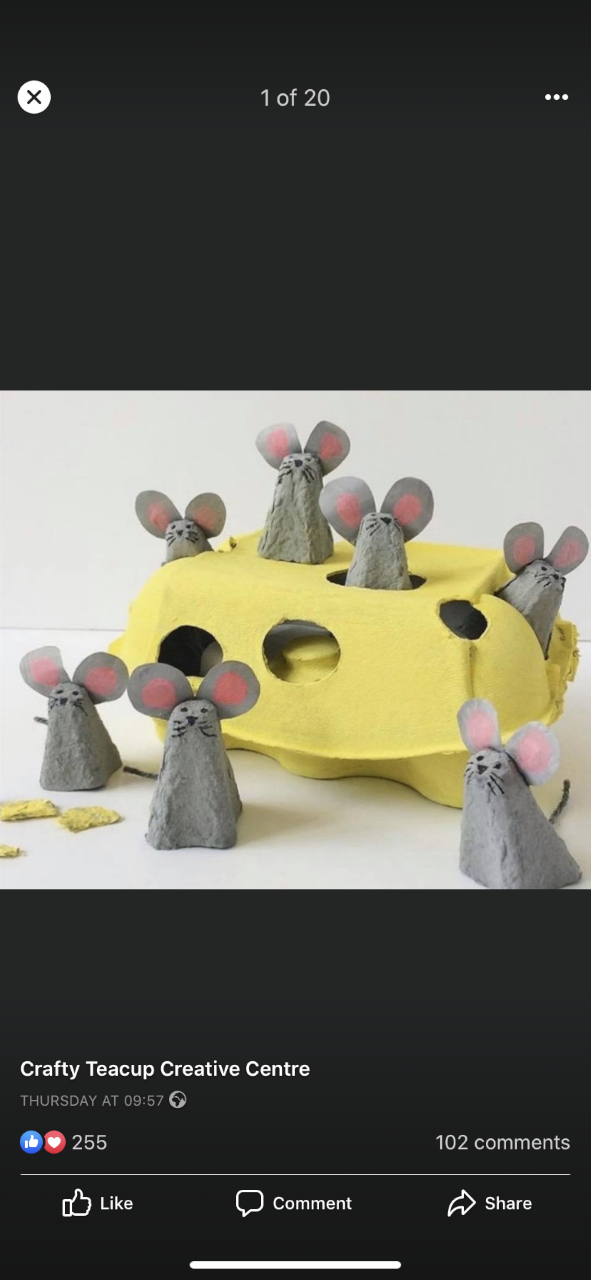 1 of 20
Crafty Teacup Creative Centre
THURSDAY AT 09:57
255
102 comments
Like
Comment
Share